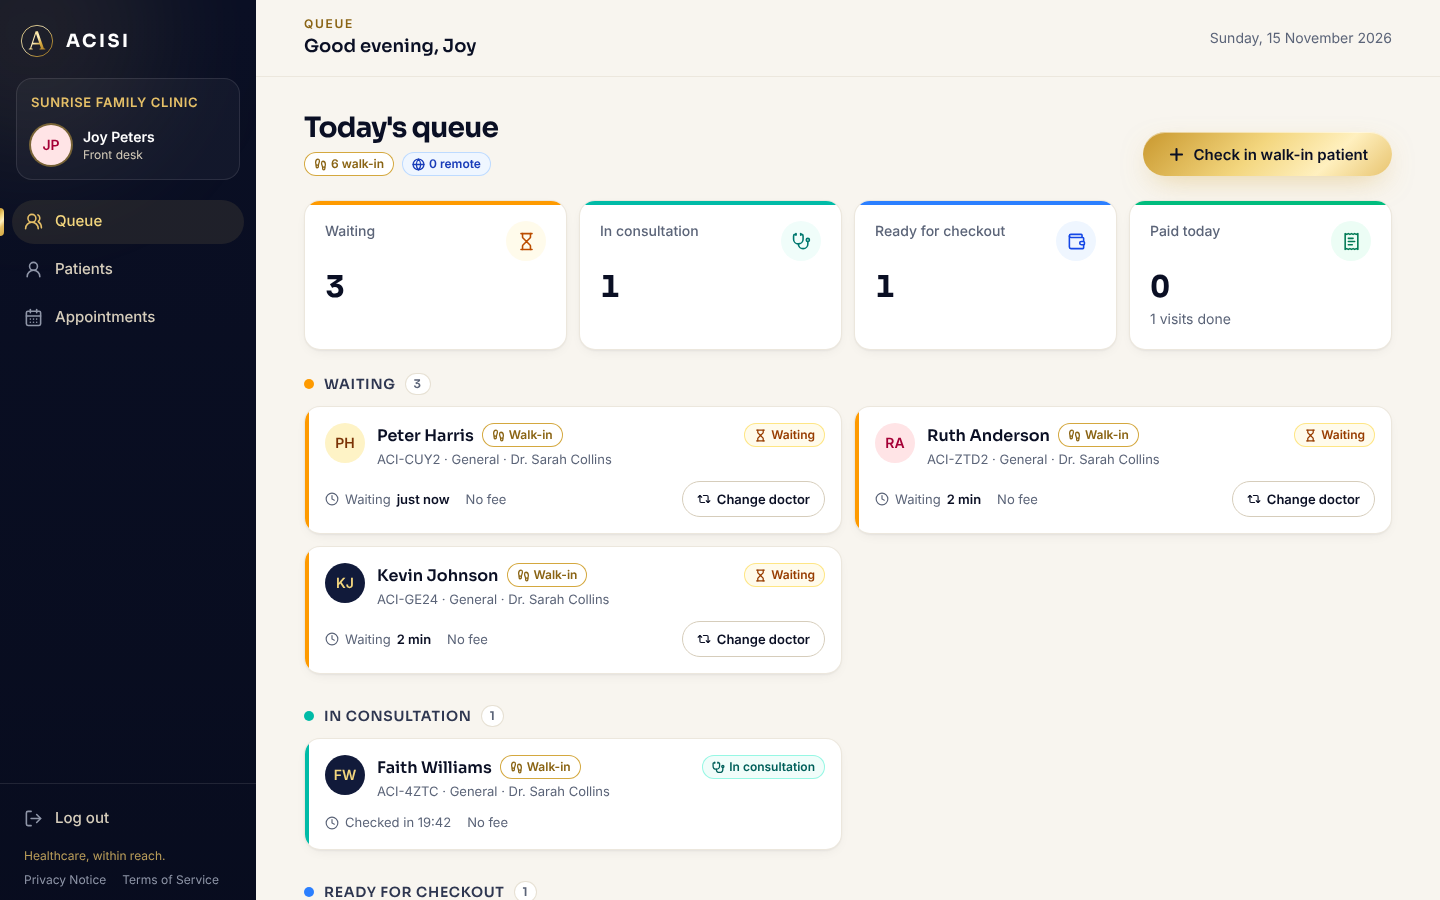 A ACISI
SUNRISE FAMILY CLINIC
JP
Joy Peters
Front desk
Queue
Patients
Appointments
Log out
Healthcare, within reach.
Privacy Notice Terms of Service
QUEUE
Good evening, Joy
Sunday, 15 November 2026
Today's queue
6 walk-in 0 remote
Check in walk-in patient
Waiting
3
In consultation
1
Ready for checkout
1
Paid today
0
1 visits done
WAITING 3
PH Peter Harris Walk-in Waiting
ACI-CUY2 · General · Dr. Sarah Collins
Waiting just now No fee Change doctor
RA Ruth Anderson Walk-in Waiting
ACI-ZTD2 · General · Dr. Sarah Collins
Waiting 2 min No fee Change doctor
KJ Kevin Johnson Walk-in Waiting
ACI-GE24 · General · Dr. Sarah Collins
Waiting 2 min No fee Change doctor
IN CONSULTATION 1
FW Faith Williams Walk-in In consultation
ACI-4ZTC · General · Dr. Sarah Collins
Checked in 19:42 No fee
READY FOR CHECKOUT 1